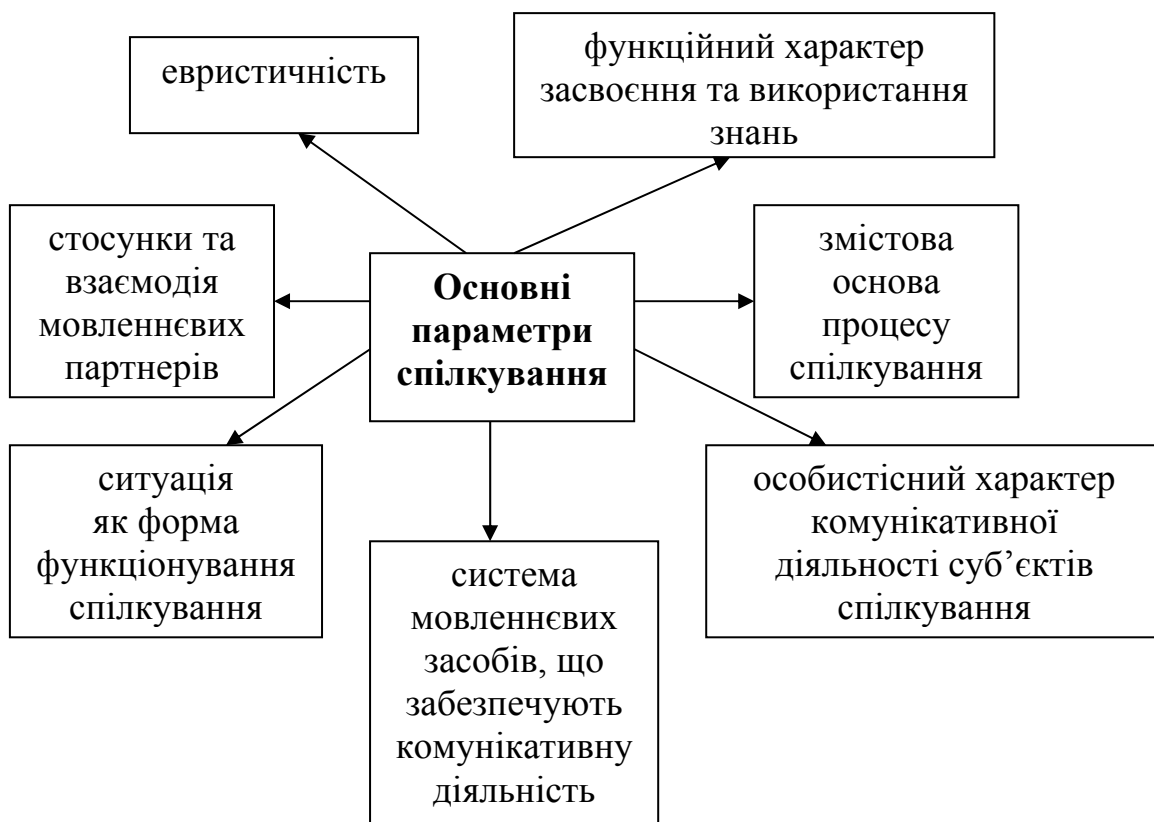 евристичність
функційний характер
засвоєння та використання
знань
стосунки та
взаємодія
мовленнєвих
партнерів
Основні
параметри
спілкування
змістова
основа
процесу
спілкування
ситуація
як форма
функціонування
спілкування
система
мовленнєвих
засобів, що
забезпечують
комунікативну
діяльність
особистісний характер
комунікативної
діяльності суб’єктів
спілкування